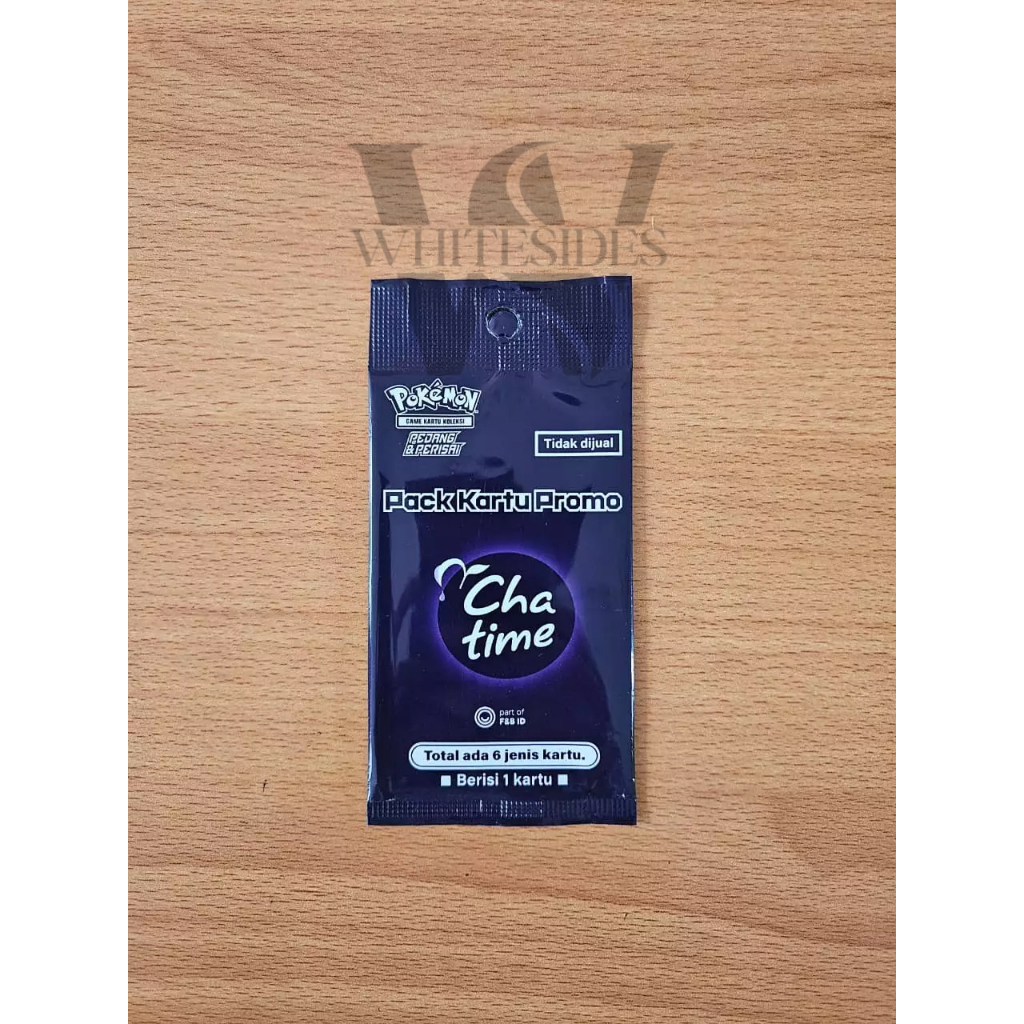 WHITESIDES
POKéMON
GAME KARTU KOLEKSI
PEDANG
& PERISAI
Tidak dijual
Pack Kartu Promo
Cha
time
part of
F&B ID
Total ada 6 jenis kartu.
Berisi 1 kartu